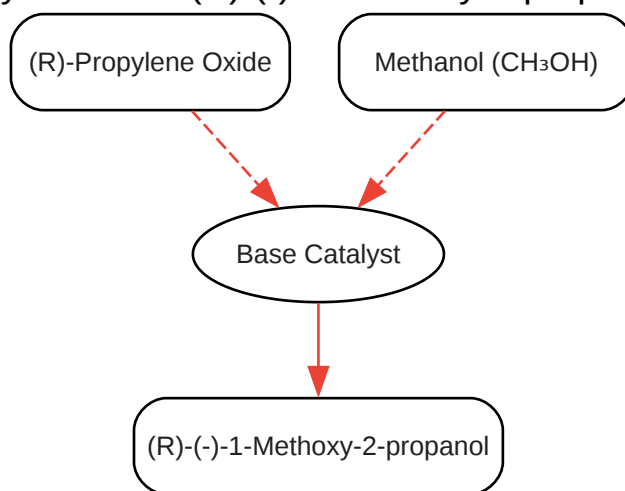 (R)-Propylene Oxide
Methanol (CH₃OH)
Base Catalyst
(R)-(-)-1-Methoxy-2-propanol